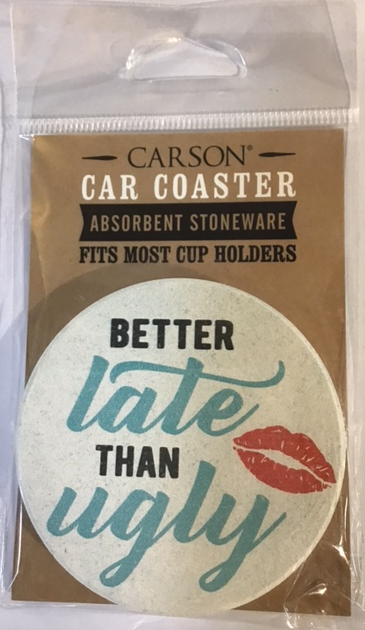 CARSON®
CAR COASTER
ABSORBENT STONEWARE
FITS MOST CUP HOLDERS
BETTER
late
THAN
ugly